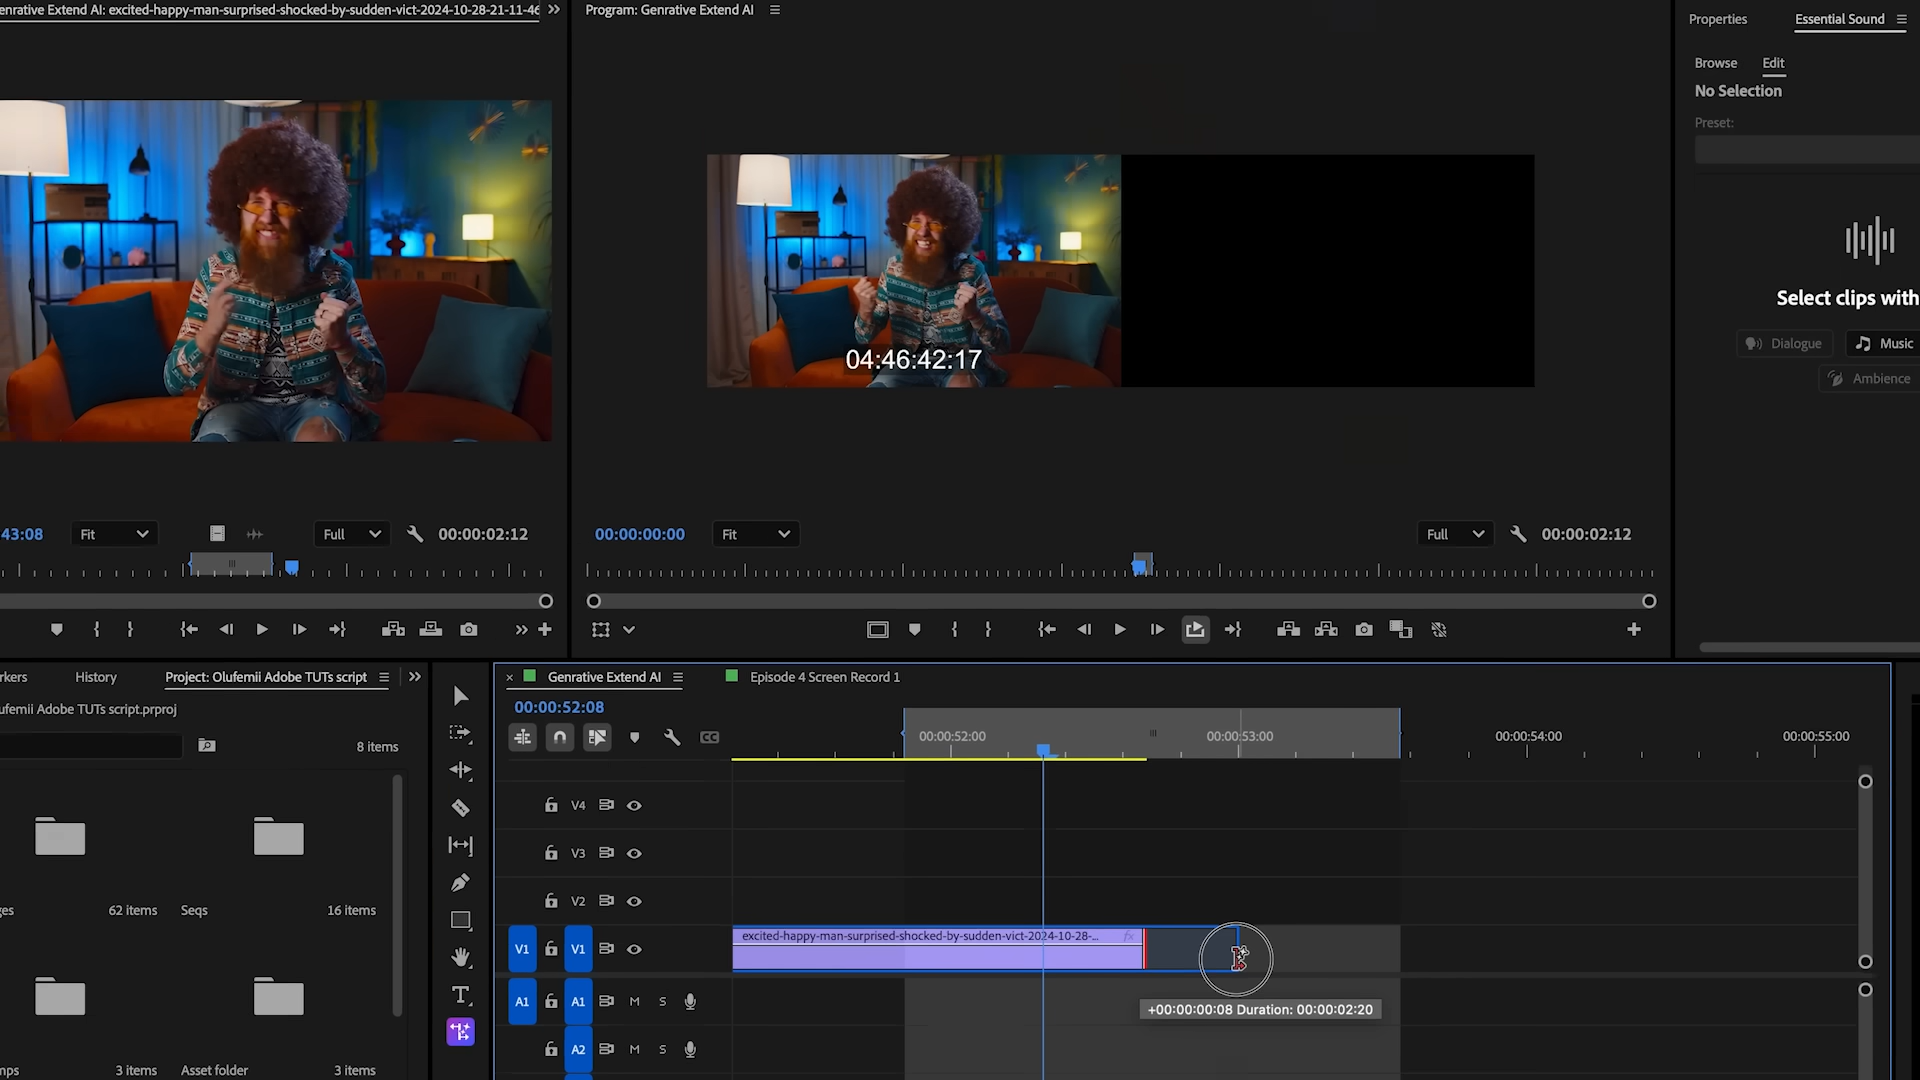 enrative Extend AI: excited-happy-man-surprised-shocked-by-sudden-vict-2024-10-28-21-11-46
Program: Genrative Extend AI
Properties
Essential Sound
Browse
Edit
No Selection
Preset:
Select clips with
Dialogue
Music
Ambience
04:46:42:17
43:08
Fit
Full
00:00:02:12
00:00:00:00
Fit
Full
00:00:02:12
rkers
History
Project: Olufemii Adobe TUTs script
ufemii Adobe TUTs script.prproj
8 items
ges
62 items
Seqs
16 items
mps
3 items
Asset folder
3 items
Genrative Extend AI
Episode 4 Screen Record 1
00:00:52:08
CC
00:00:52:00
00:00:53:00
00:00:54:00
00:00:55:00
V4
V3
V2
V1
V1
excited-happy-man-surprised-shocked-by-sudden-vict-2024-10-28-...
fx
A1
A1
M
S
+00:00:00:08 Duration: 00:00:02:20
A2
M
S